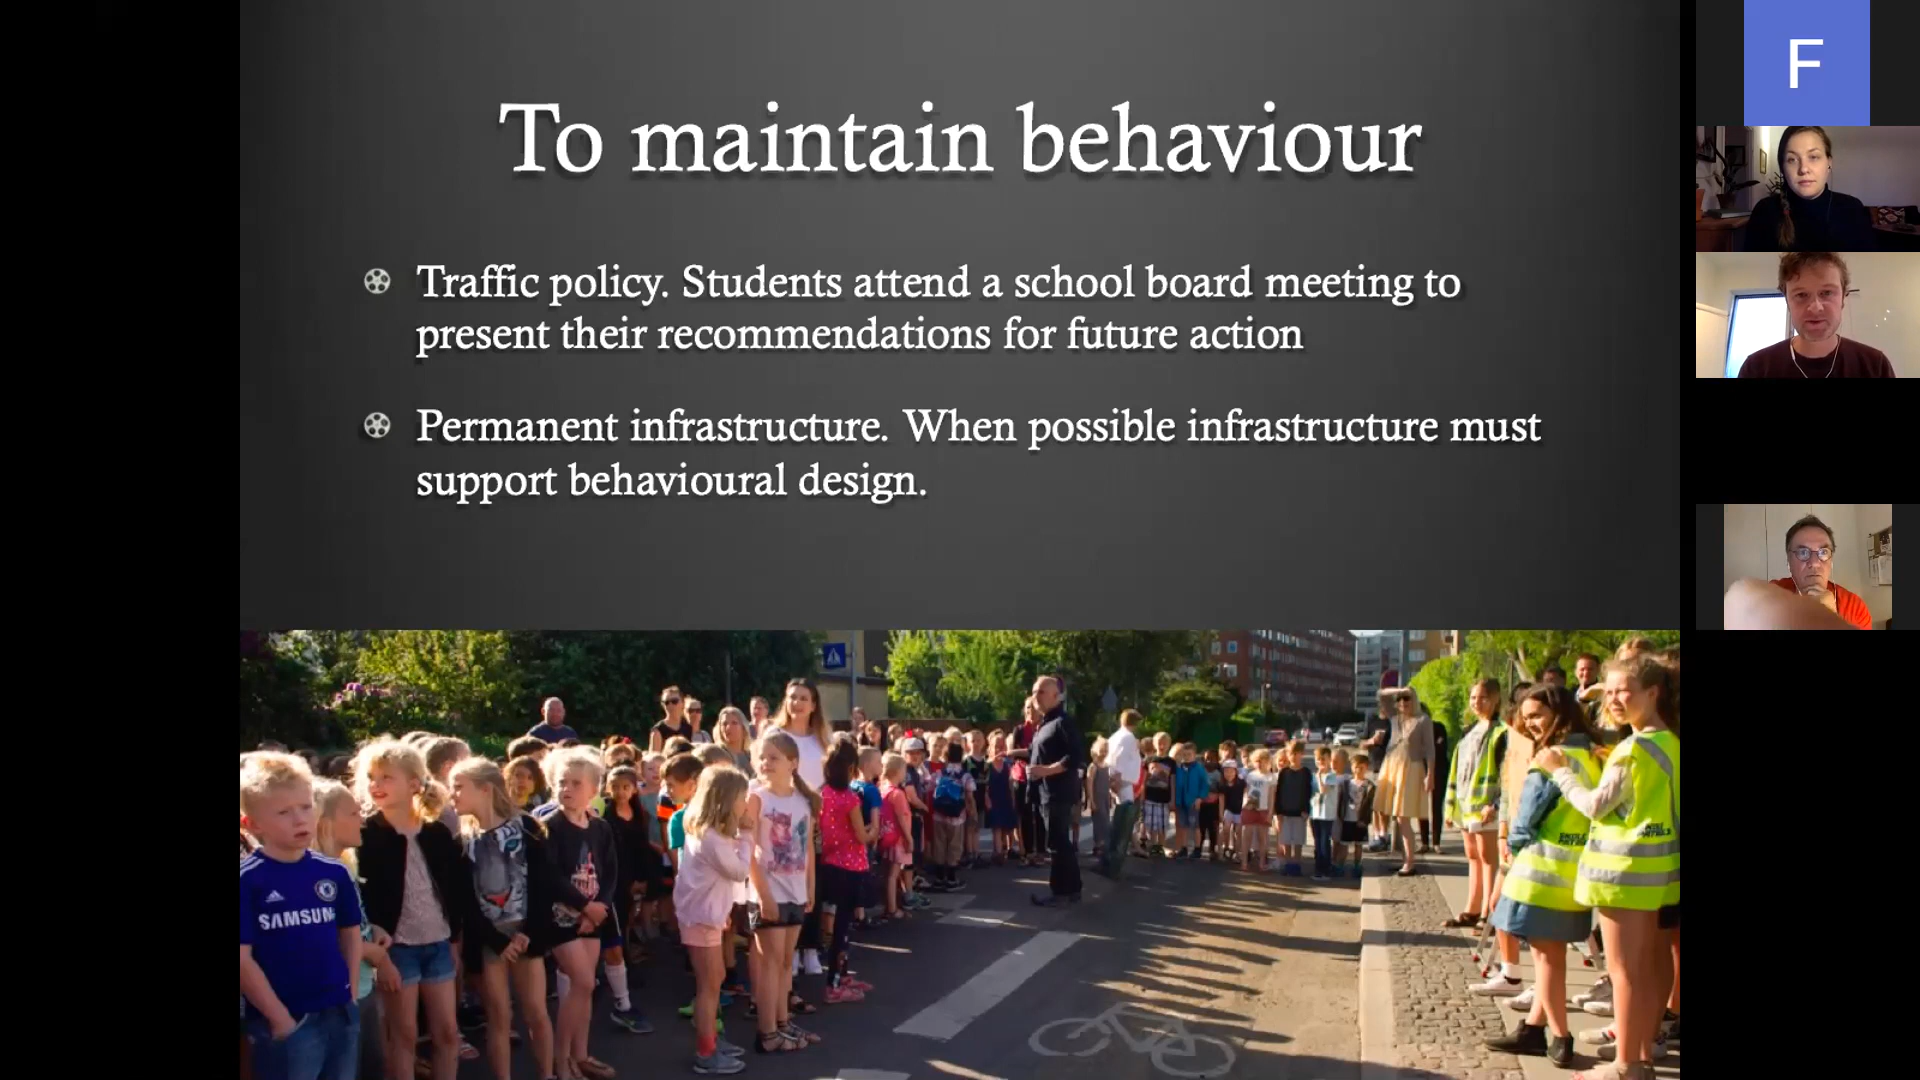 To maintain behaviour
Traffic policy. Students attend a school board meeting to
present their recommendations for future action
Permanent infrastructure. When possible infrastructure must
support behavioural design.
F
adidas
SAMSUNG